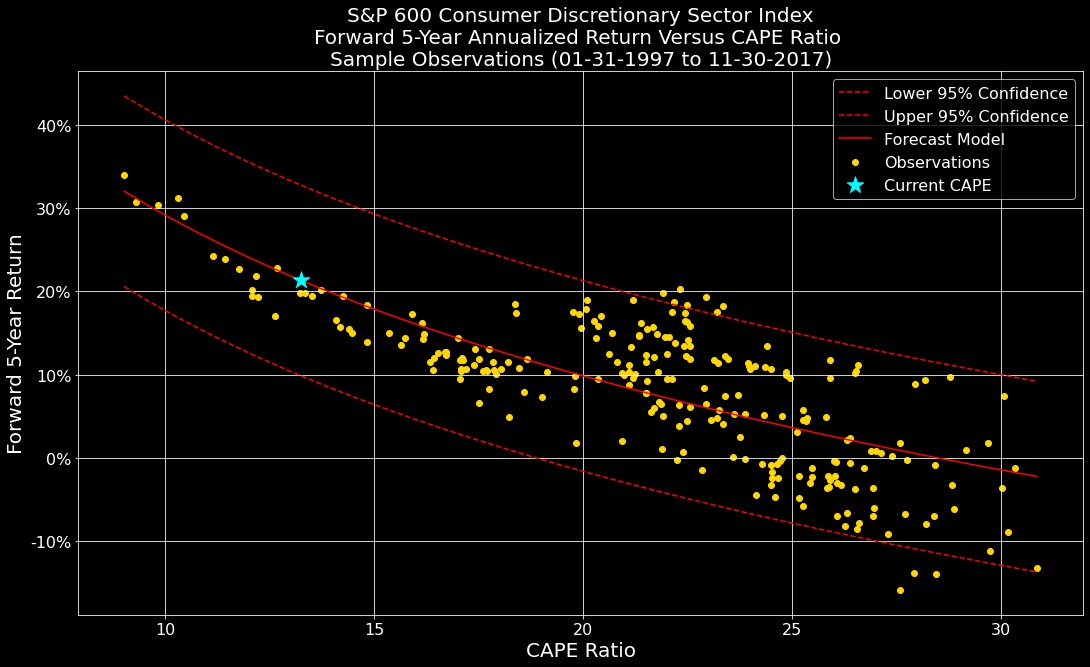 S&P 600 Consumer Discretionary Sector Index
Forward 5-Year Annualized Return Versus CAPE Ratio
Sample Observations (01-31-1997 to 11-30-2017)
Lower 95% Confidence
Upper 95% Confidence
Forecast Model
Observations
Current CAPE
Forward 5-Year Return
40%
30%
20%
10%
0%
-10%
10 15 20 25 30
CAPE Ratio